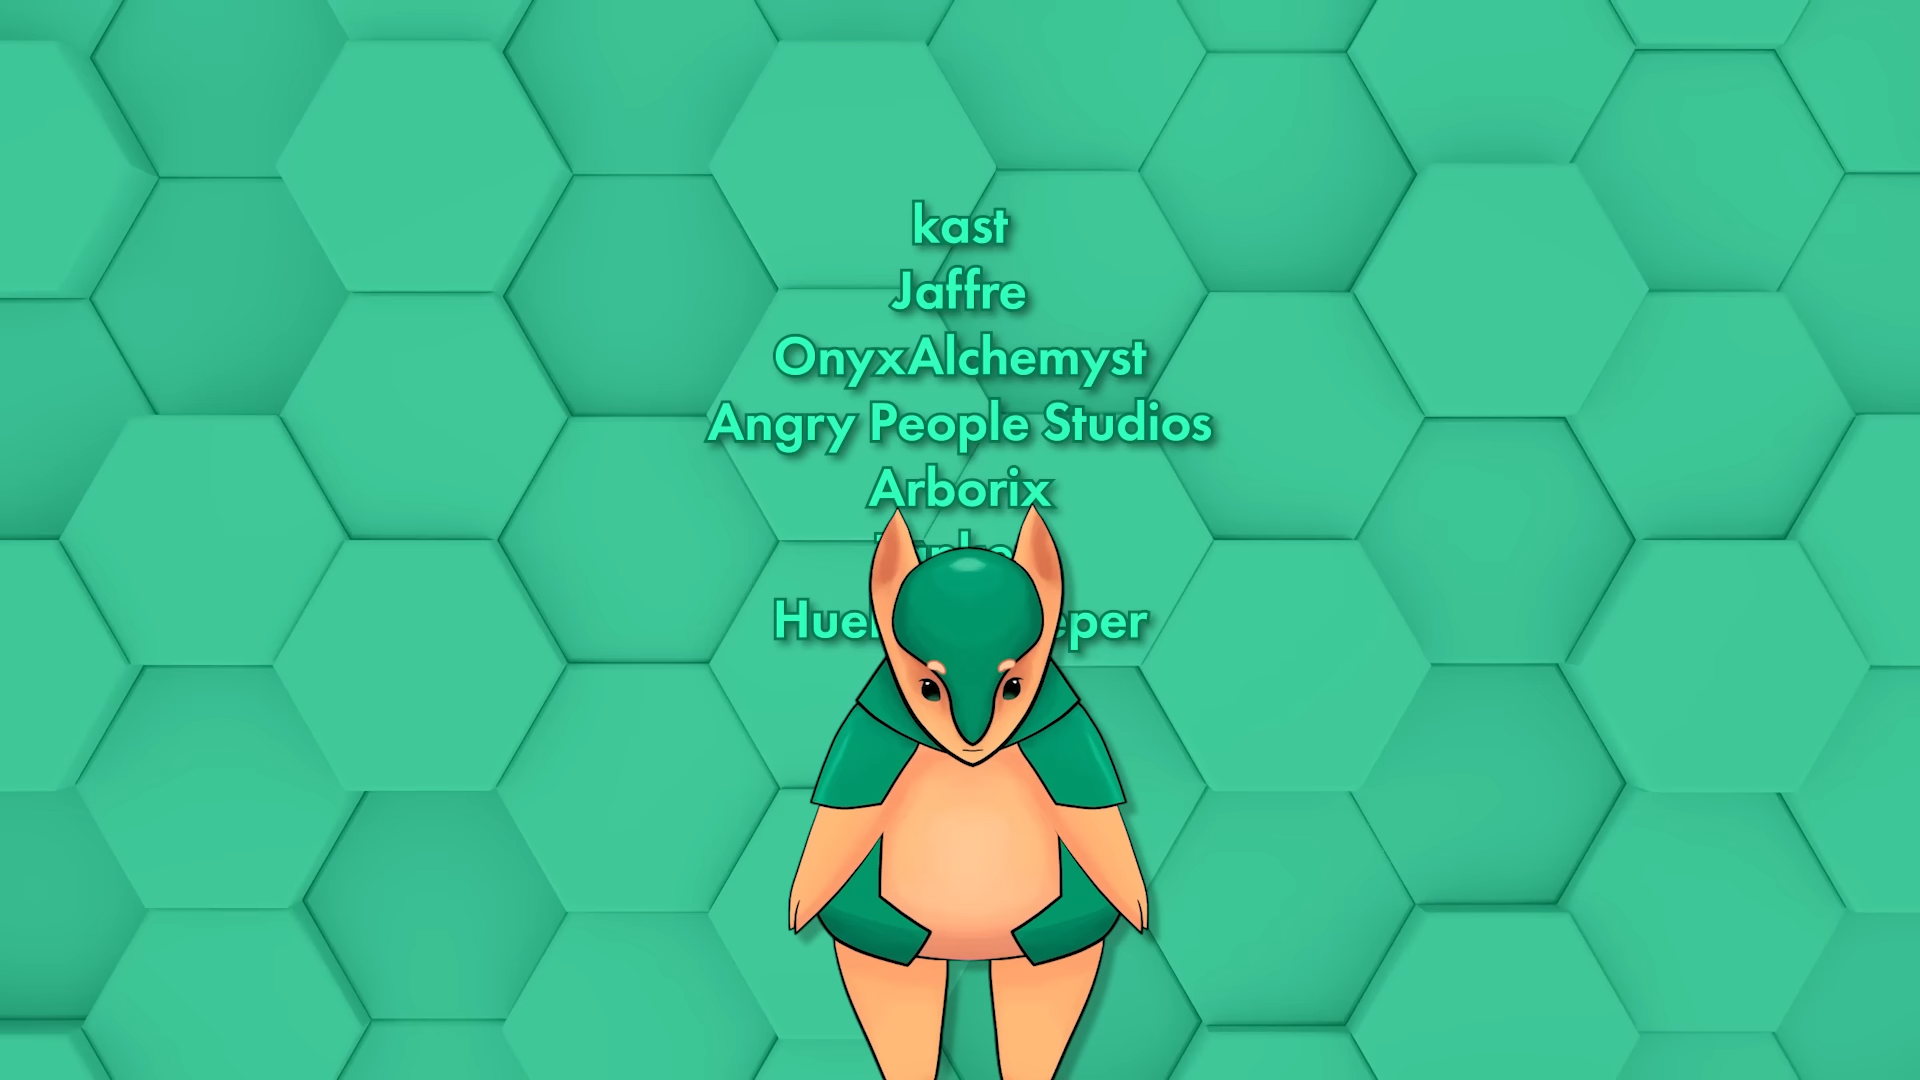 kast
Jaffre
OnyxAlchemyst
Angry People Studios
Arborix